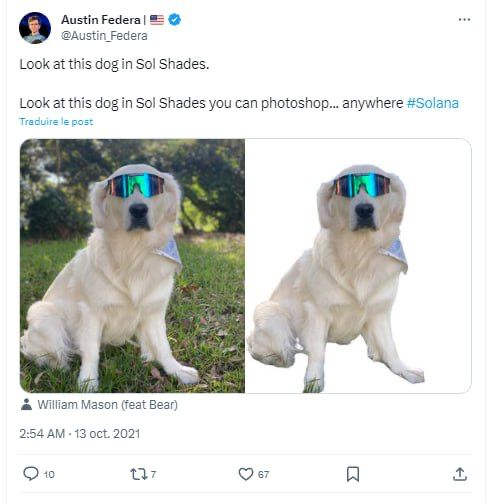 Austin Federa | 🇺🇸
@Austin_Federa
Look at this dog in Sol Shades.
Look at this dog in Sol Shades you can photoshop... anywhere #Solana
Traduire le post
William Mason (feat Bear)
2:54 AM · 13 oct. 2021
10 7 67